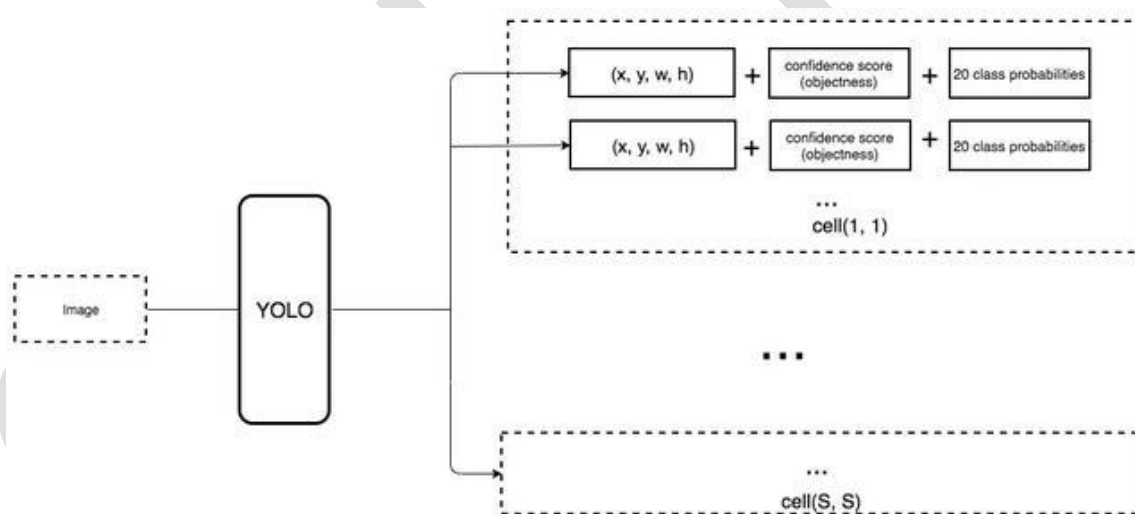 (x, y, w, h) + confidence score (objectness) + 20 class probabilities
(x, y, w, h) + confidence score (objectness) + 20 class probabilities
...
cell(1, 1)
Image
YOLO
...
...
cell(S, S)